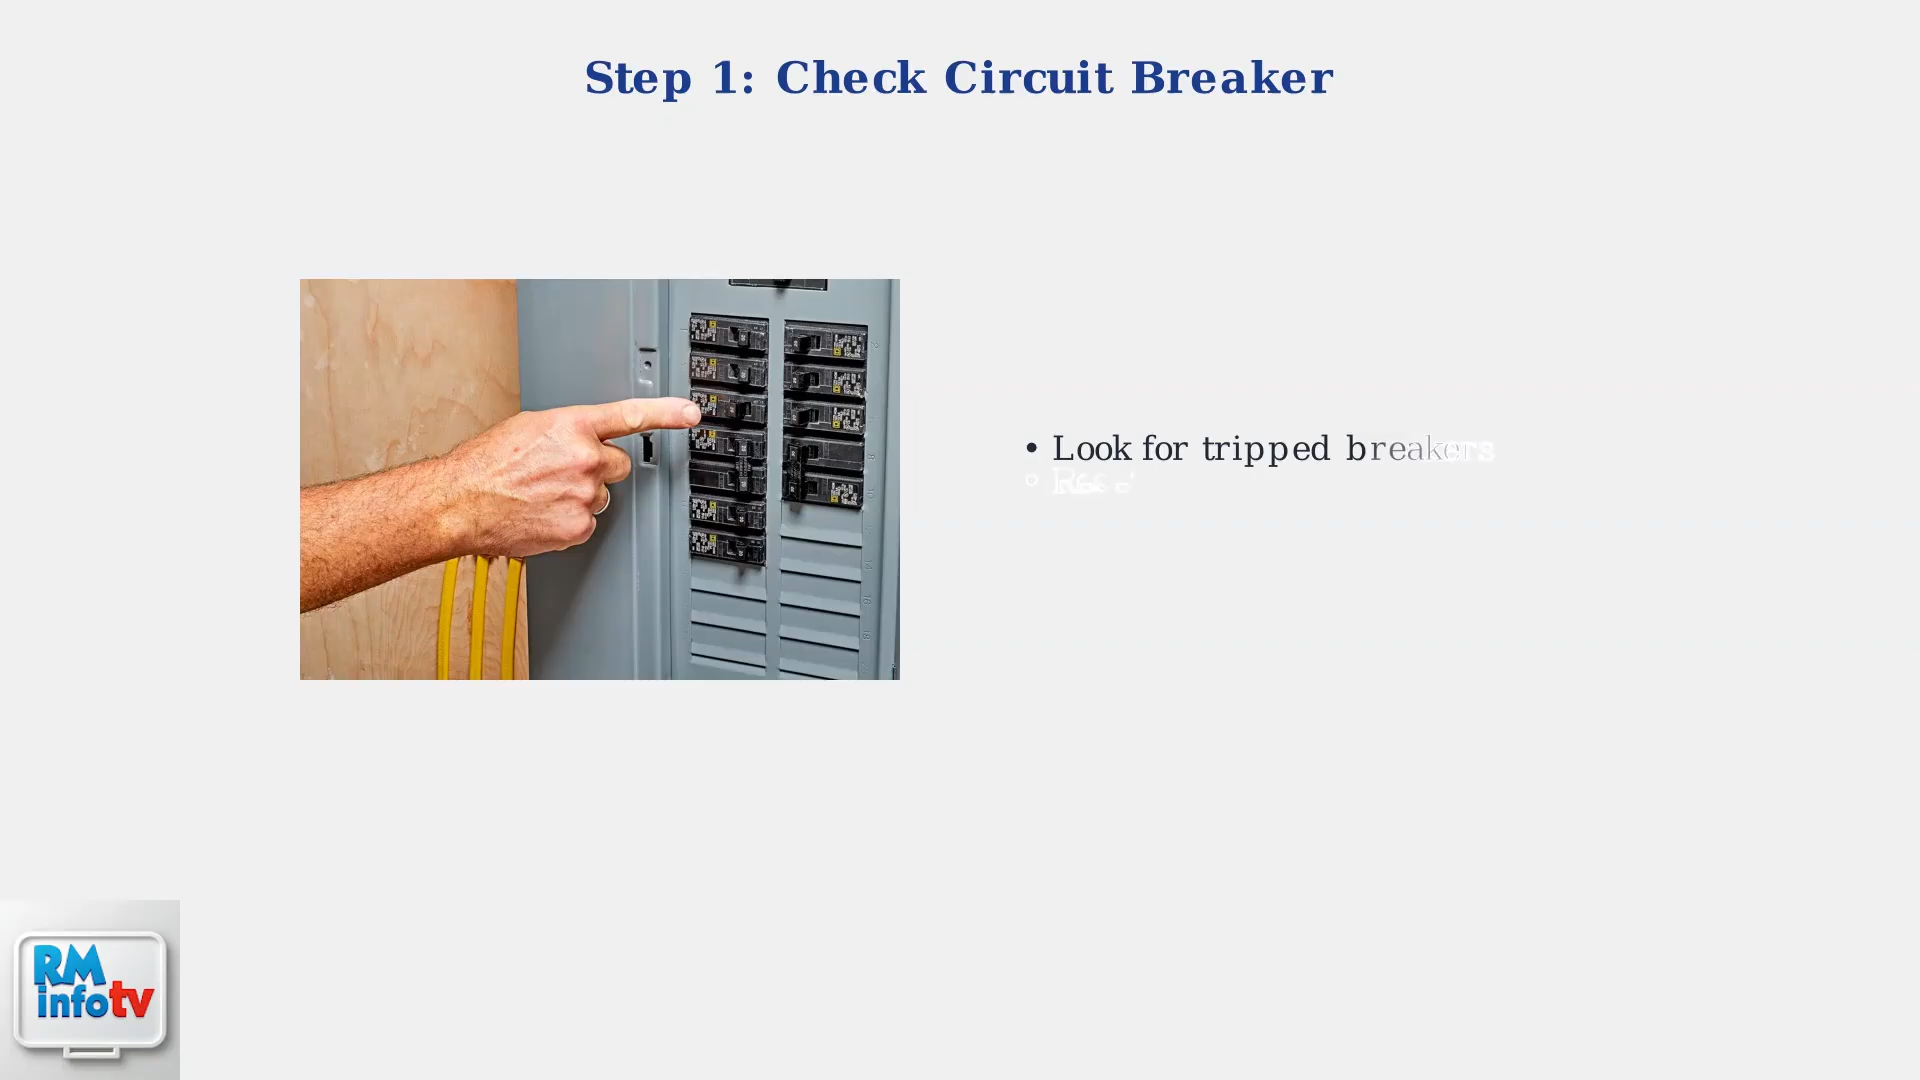 Step 1: Check Circuit Breaker
• Look for tripped breakers
RM
infotv